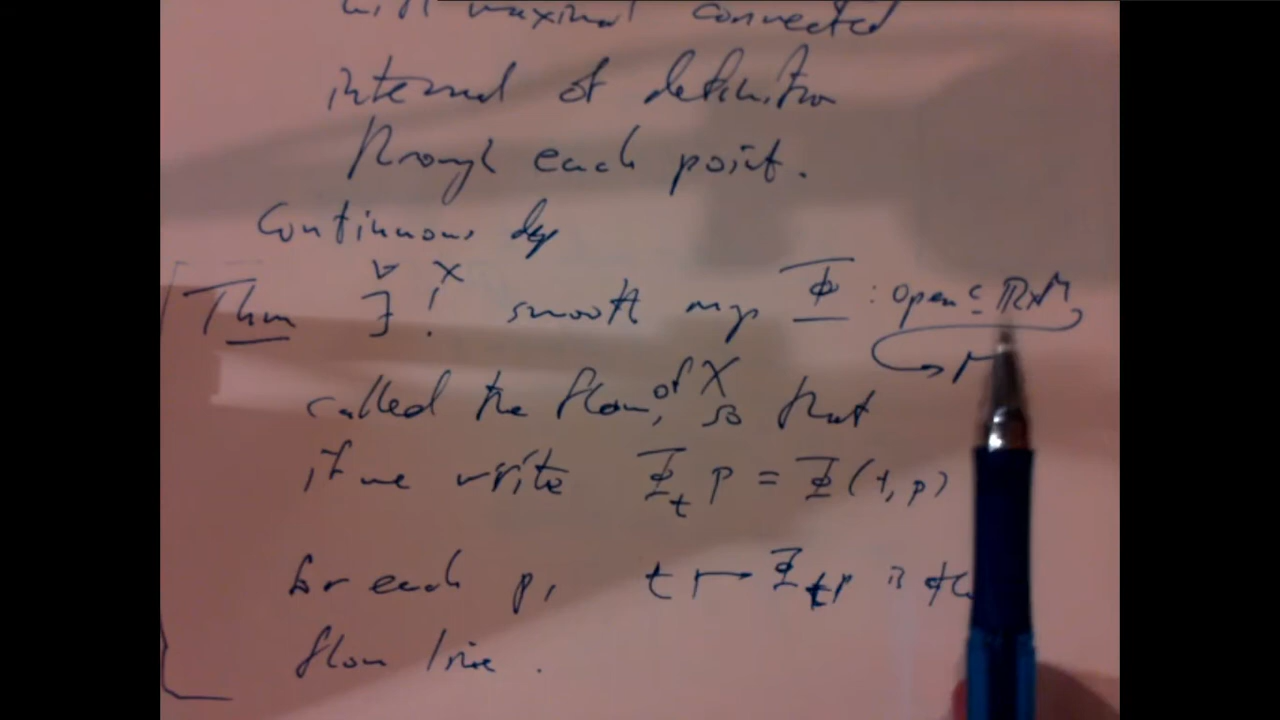 with maximal connected
interval of definition
through each point.
Continuous dep
Thm ∀ X ∃! smooth map Φ : open ⊆ ℝ×M → M
called the flow, of X so that
if we write Φ_t p = Φ(t, p)
for each p, t ↦ Φ_t p is the
flow line.